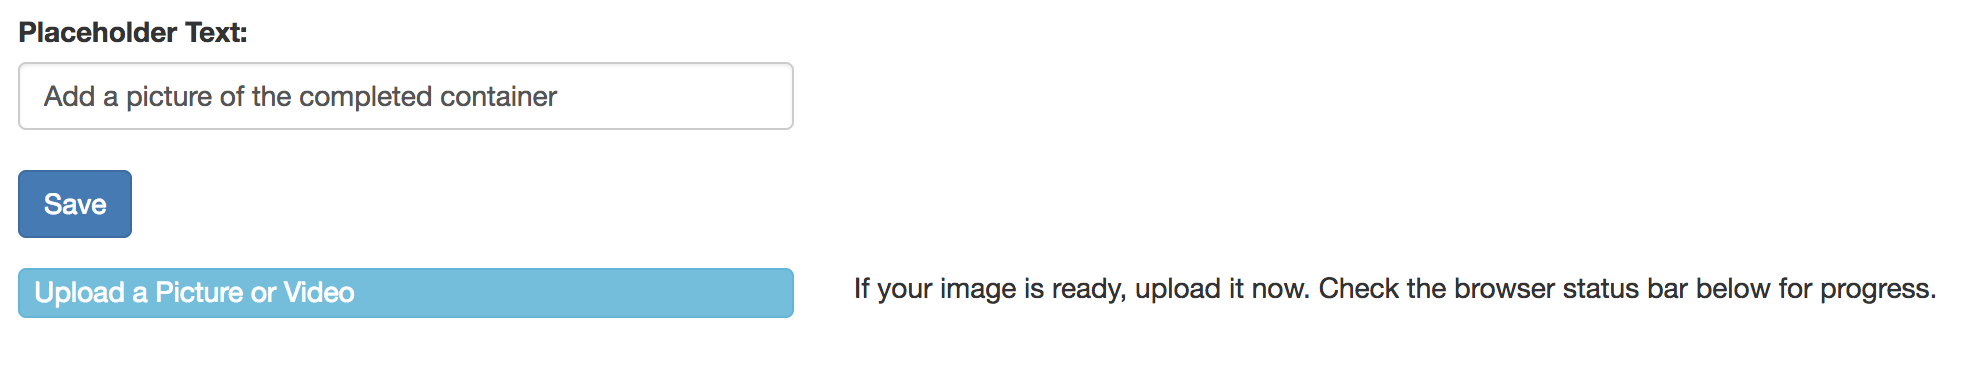 Placeholder Text:
Add a picture of the completed container
Save
Upload a Picture or Video
If your image is ready, upload it now. Check the browser status bar below for progress.